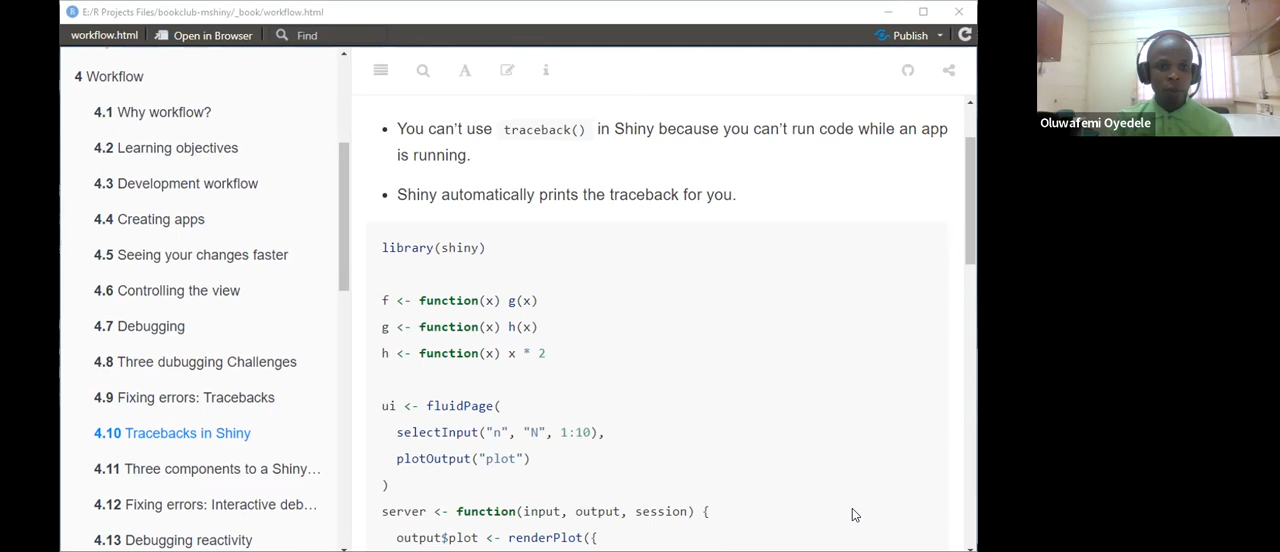 E:/R Projects Files/bookclub-mshiny/_book/workflow.html
workflow.html
Open in Browser
Find
Publish
4 Workflow
4.1 Why workflow?
4.2 Learning objectives
4.3 Development workflow
4.4 Creating apps
4.5 Seeing your changes faster
4.6 Controlling the view
4.7 Debugging
4.8 Three dubugging Challenges
4.9 Fixing errors: Tracebacks
4.10 Tracebacks in Shiny
4.11 Three components to a Shiny…
4.12 Fixing errors: Interactive deb…
4.13 Debugging reactivity
• You can't use traceback() in Shiny because you can't run code while an app
is running.
• Shiny automatically prints the traceback for you.
library(shiny)
f <- function(x) g(x)
g <- function(x) h(x)
h <- function(x) x * 2
ui <- fluidPage(
selectInput("n", "N", 1:10),
plotOutput("plot")
)
server <- function(input, output, session) {
output$plot <- renderPlot({
Oluwafemi Oyedele